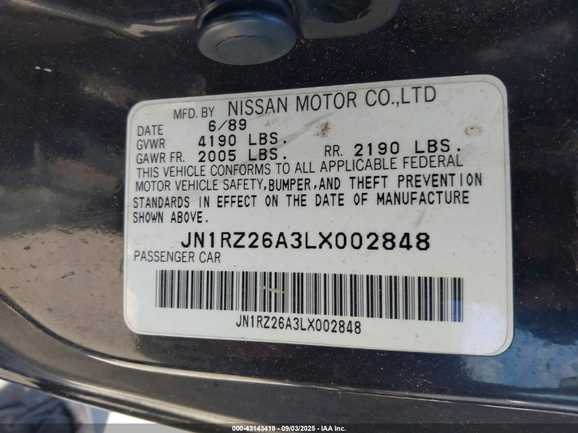 MFD. BY NISSAN MOTOR CO.,LTD
DATE 6/89
GVWR 4190 LBS.
GAWR FR. 2005 LBS. RR. 2190 LBS.
THIS VEHICLE CONFORMS TO ALL APPLICABLE FEDERAL
MOTOR VEHICLE SAFETY,BUMPER,AND THEFT PREVENTION
STANDARDS IN EFFECT ON THE DATE OF MANUFACTURE
SHOWN ABOVE.
JN1RZ26A3LX002848
PASSENGER CAR
JN1RZ26A3LX002848
000-43143418 - 09/03/2025 - IAA Inc.